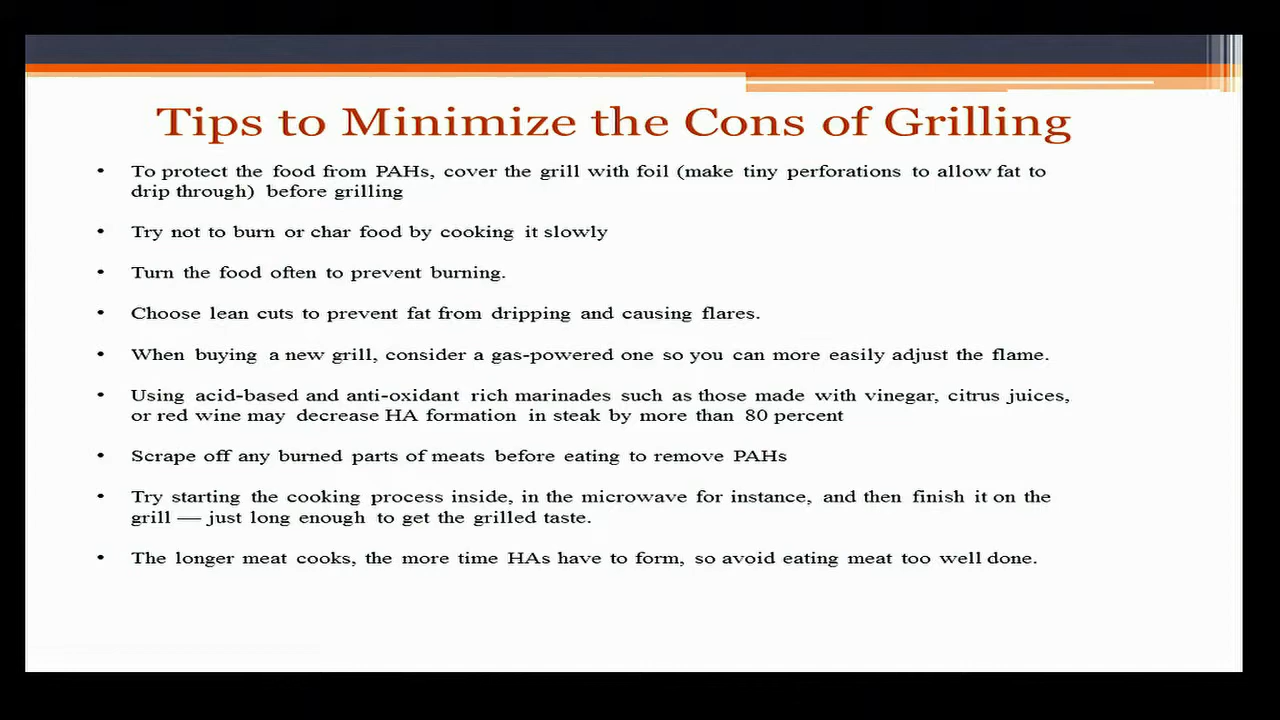 Tips to Minimize the Cons of Grilling
• To protect the food from PAHs, cover the grill with foil (make tiny perforations to allow fat to
drip through) before grilling
• Try not to burn or char food by cooking it slowly
• Turn the food often to prevent burning.
• Choose lean cuts to prevent fat from dripping and causing flares.
• When buying a new grill, consider a gas-powered one so you can more easily adjust the flame.
• Using acid-based and anti-oxidant rich marinades such as those made with vinegar, citrus juices,
or red wine may decrease HA formation in steak by more than 80 percent
• Scrape off any burned parts of meats before eating to remove PAHs
• Try starting the cooking process inside, in the microwave for instance, and then finish it on the
grill — just long enough to get the grilled taste.
• The longer meat cooks, the more time HAs have to form, so avoid eating meat too well done.